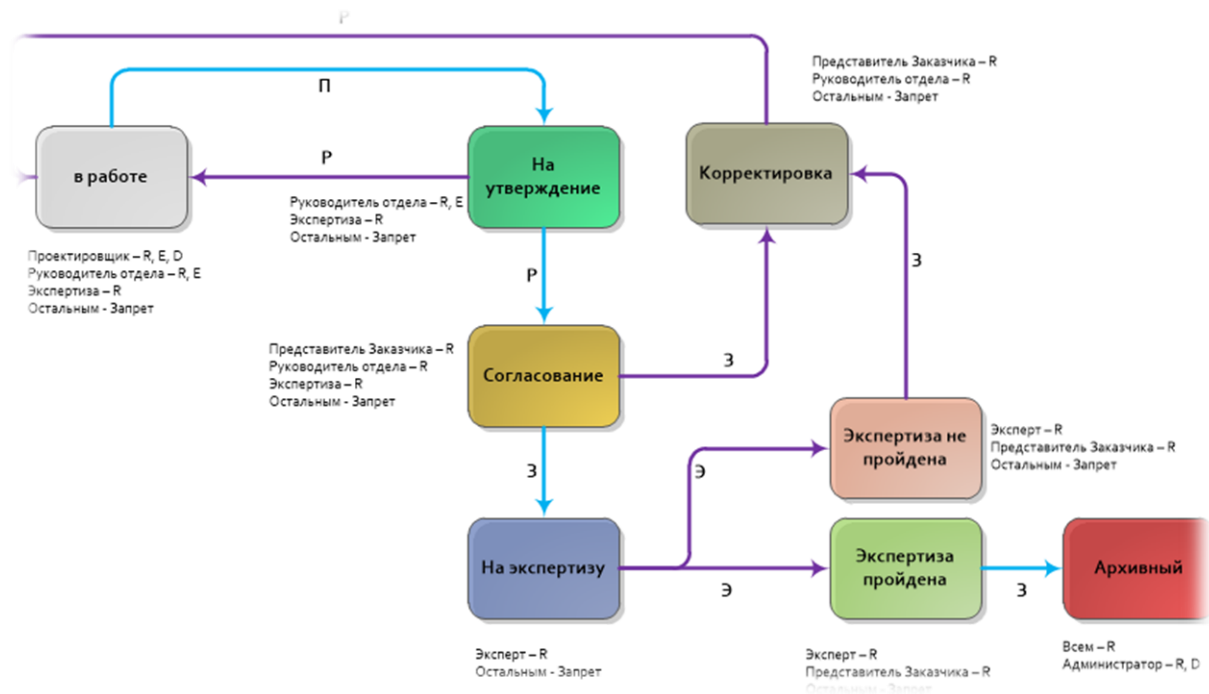 Р
П
Представитель Заказчика – R
Руководитель отдела – R
Остальным - Запрет
в работе
Р
На
утверждение
Корректировка
Руководитель отдела – R, E
Экспертиза – R
Остальным - Запрет
Проектировщик – R, E, D
Руководитель отдела – R, E
Экспертиза – R
Остальным - Запрет
Р
З
Представитель Заказчика – R
Руководитель отдела – R
Экспертиза – R
Остальным - Запрет
Согласование
З
З
Экспертиза не
пройдена
Эксперт – R
Представитель Заказчика – R
Остальным - Запрет
Э
На экспертизу
Э
Экспертиза
пройдена
З
Архивный
Эксперт – R
Остальным - Запрет
Эксперт – R
Представитель Заказчика – R
Остальным - Запрет
Всем – R
Администратор – R, D